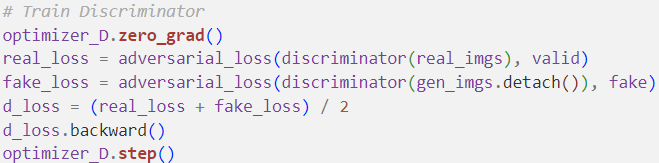 # Train Discriminator
optimizer_D.zero_grad()
real_loss = adversarial_loss(discriminator(real_imgs), valid)
fake_loss = adversarial_loss(discriminator(gen_imgs.detach()), fake)
d_loss = (real_loss + fake_loss) / 2
d_loss.backward()
optimizer_D.step()